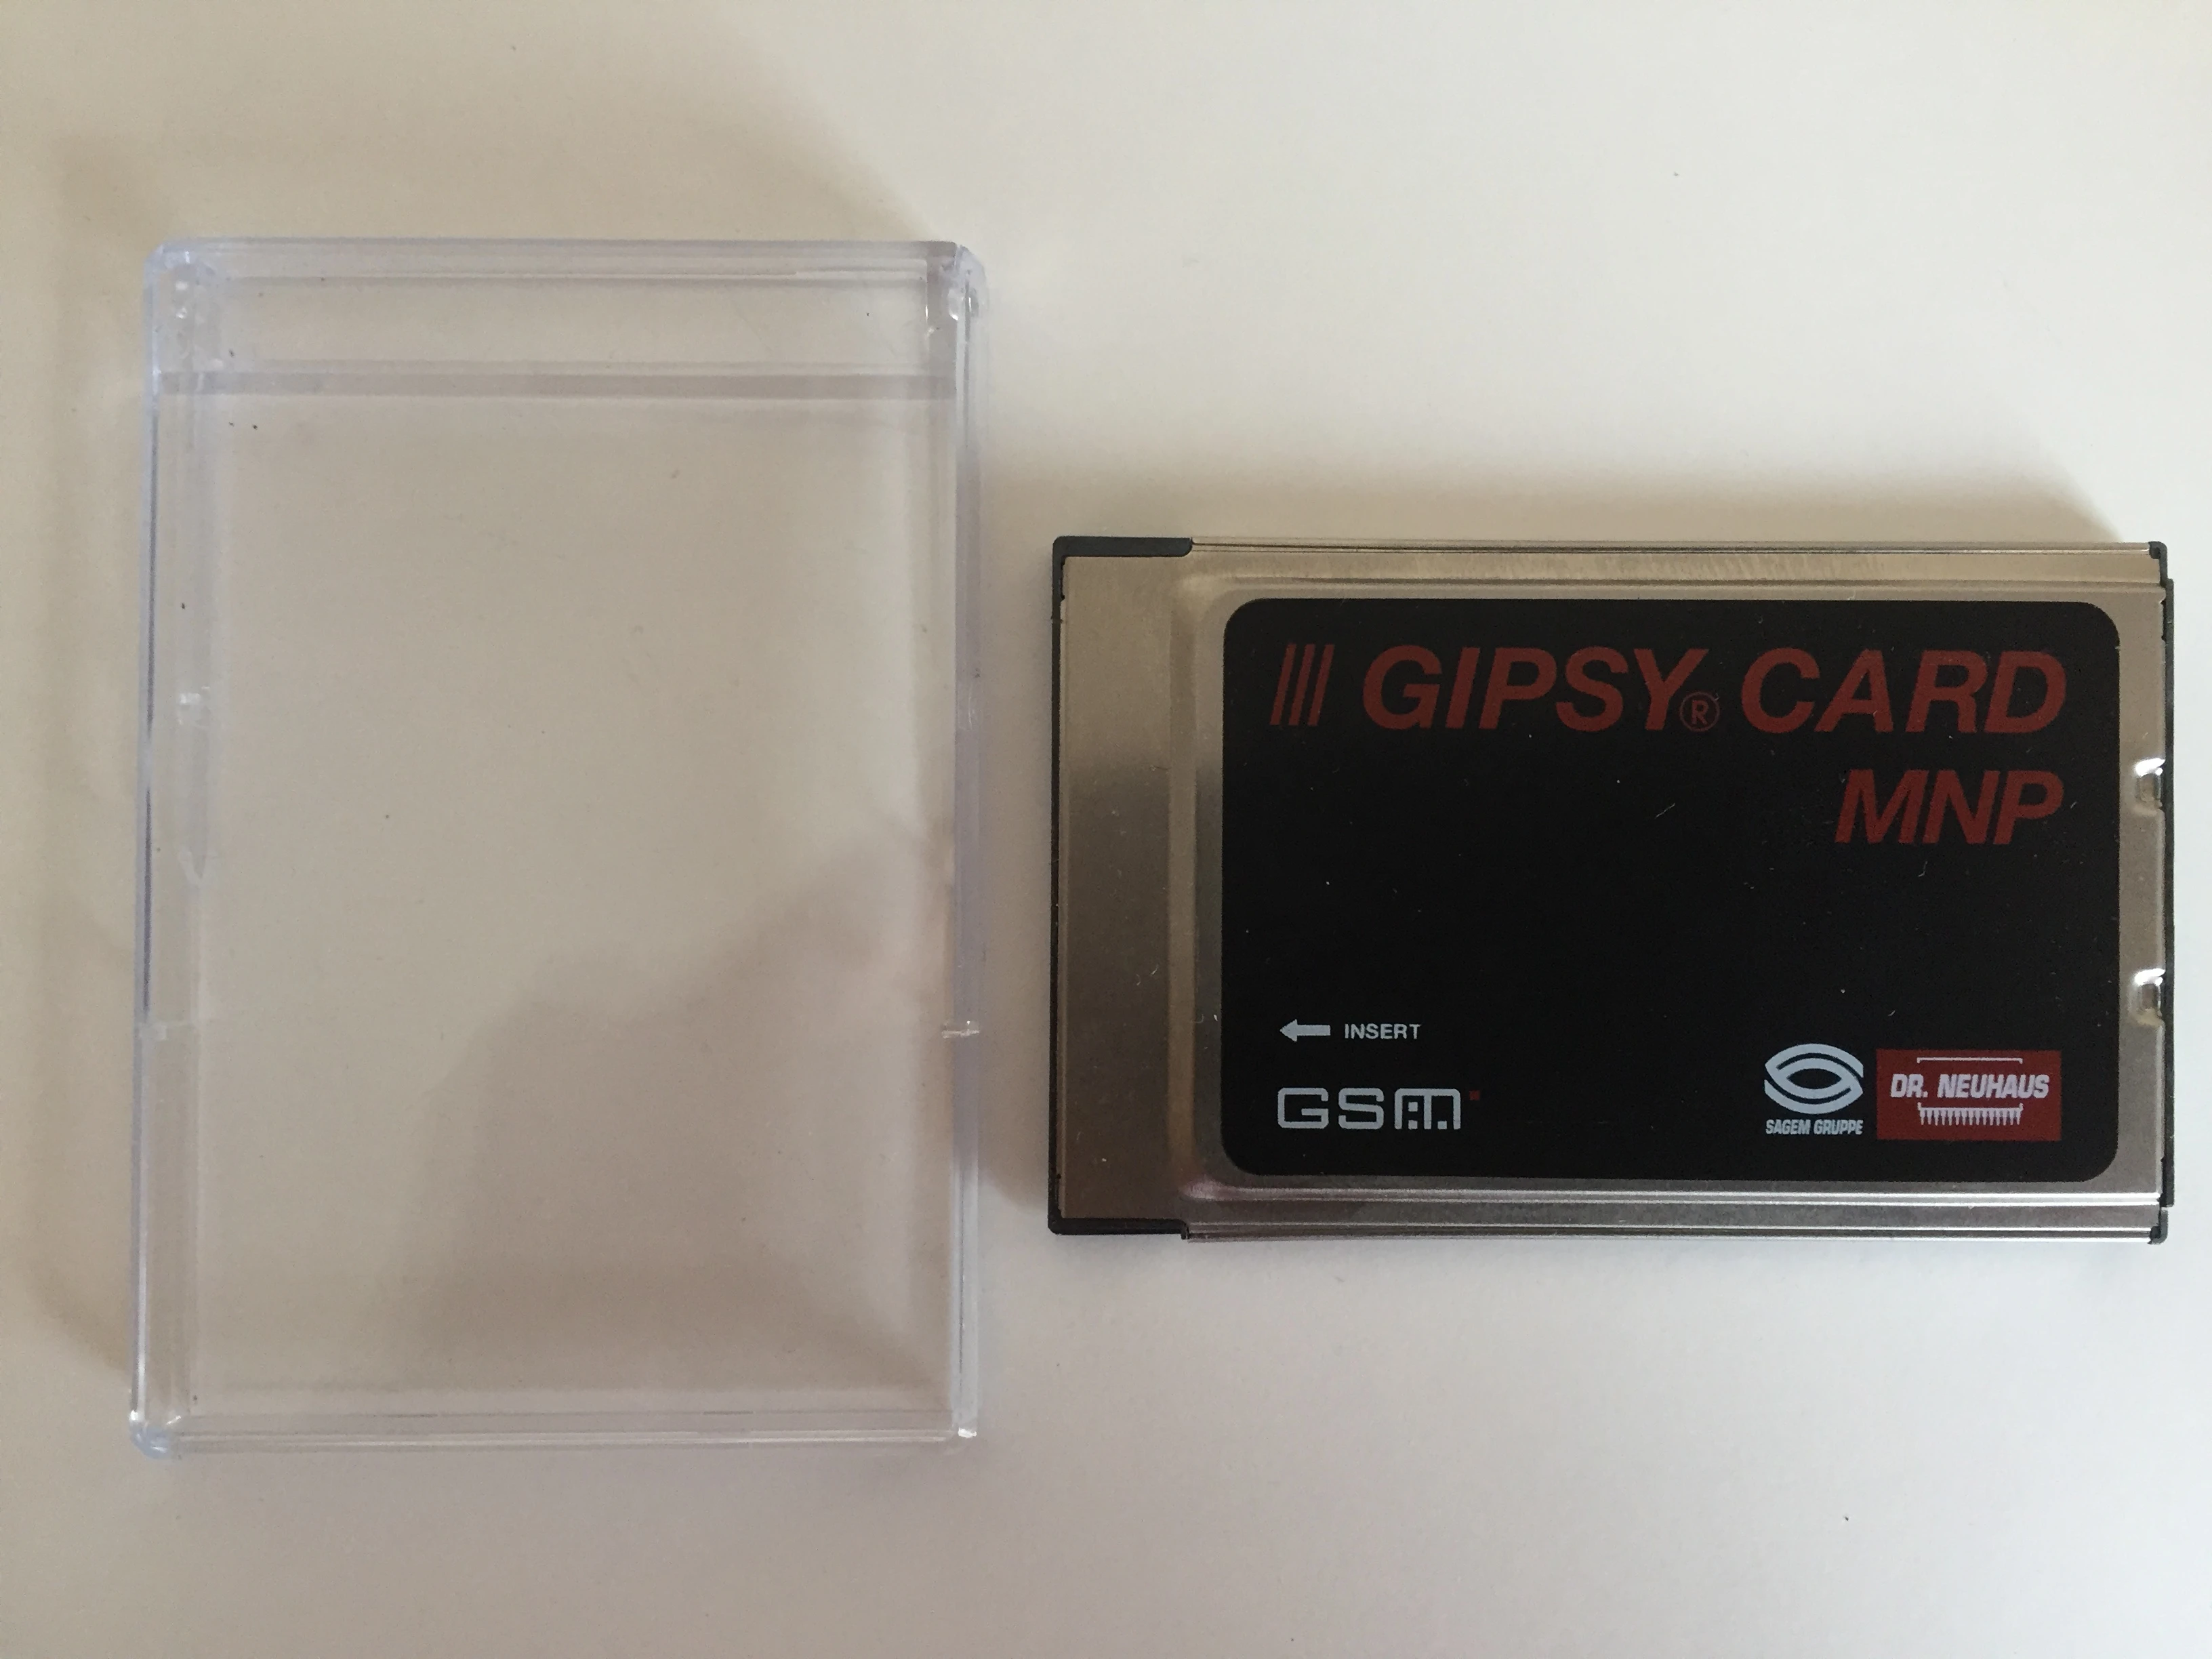 GIPSY® CARD
MNP
INSERT
GSM
SAGEM GRUPPE
DR. NEUHAUS